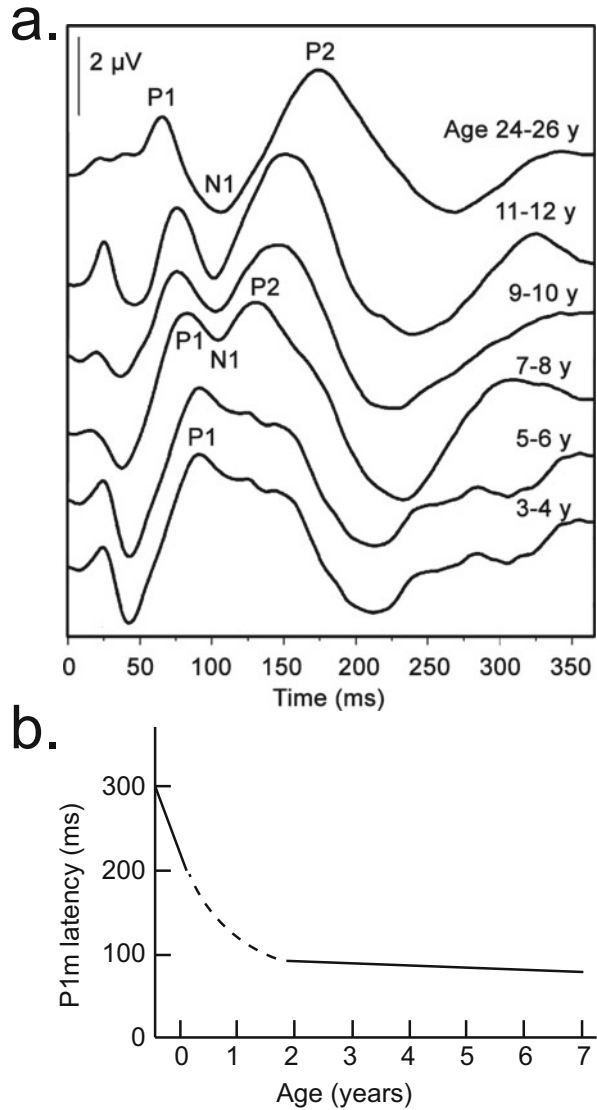 a.
2 µV
P1
P2
N1
Age 24-26 y
11-12 y
9-10 y
P2
P1
N1
7-8 y
5-6 y
P1
3-4 y
0 50 100 150 200 250 300 350
Time (ms)
b.
300
200
100
0
P1m latency (ms)
0 1 2 3 4 5 6 7
Age (years)